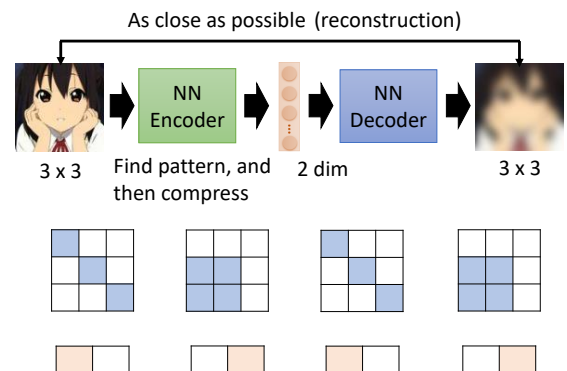 As close as possible (reconstruction)
NN
Encoder
NN
Decoder
3 x 3
Find pattern, and
then compress
2 dim
3 x 3